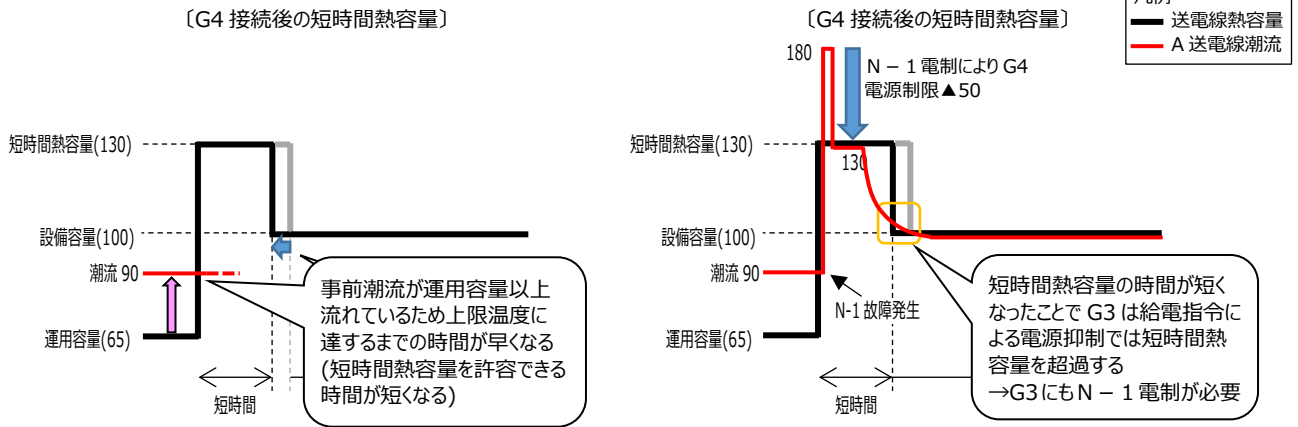 〔G4 接続後の短時間熱容量〕
短時間熱容量(130)
設備容量(100)
潮流 90
運用容量(65)
短時間
事前潮流が運用容量以上
流れているため上限温度に
達するまでの時間が早くなる
(短時間熱容量を許容できる
時間が短くなる)
〔G4 接続後の短時間熱容量〕
送電線熱容量
A 送電線潮流
180
N－1 電制により G4
電源制限▲50
短時間熱容量(130)
130
設備容量(100)
潮流 90
N-1 故障発生
運用容量(65)
短時間
短時間熱容量の時間が短く
なったことで G3 は給電指令に
よる電源抑制では短時間熱
容量を超過する
→G3にもN－1 電制が必要